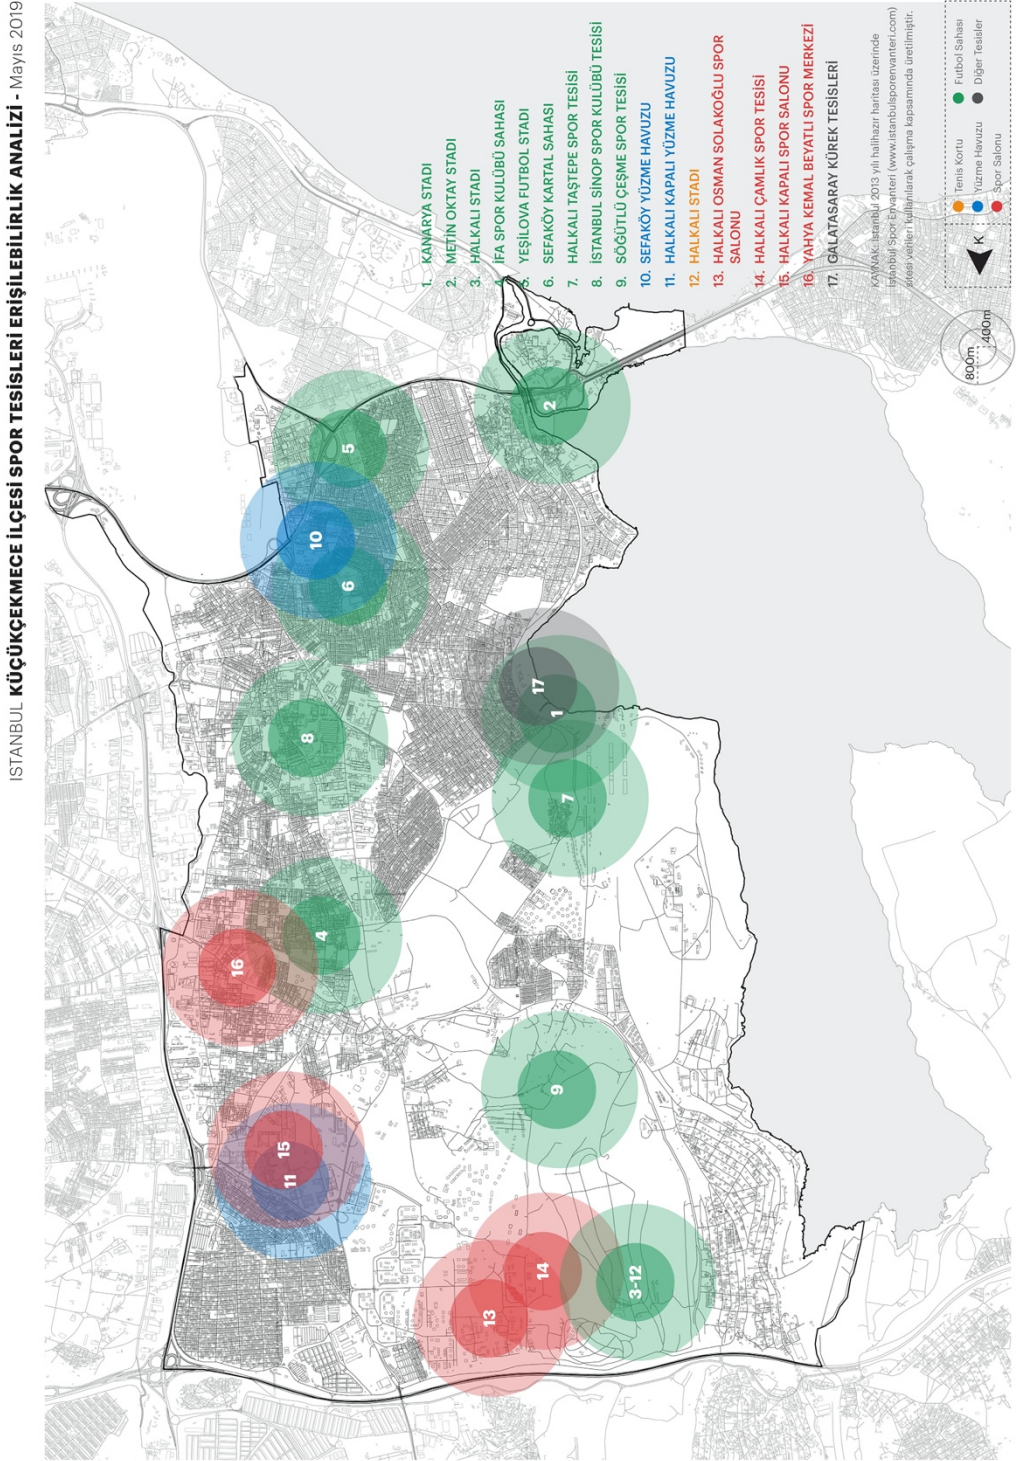 İSTANBUL KÜÇÜKÇEKMECE İLÇESİ SPOR TESİSLERİ ERİŞİLEBİLİRLİK ANALİZİ - Mayıs 2019
1. KANARYA STADI
2. METİN OKTAY STADI
3. HALKALI STADI
4. İFA SPOR KULÜBÜ SAHASI
5. YEŞİLOVA FUTBOL STADI
6. SEFAKÖY KARTAL SAHASI
7. HALKALI TAŞTEPE SPOR TESİSİ
8. İSTANBUL SİNOP SPOR KULÜBÜ TESİSİ
9. SÖĞÜTLÜ ÇEŞME SPOR TESİSİ
10. SEFAKÖY YÜZME HAVUZU
11. HALKALI KAPALI YÜZME HAVUZU
12. HALKALI STADI
13. HALKALI OSMAN SOLAKOĞLU SPOR
SALONU
14. HALKALI ÇAMLIK SPOR TESİSİ
15. HALKALI KAPALI SPOR SALONU
16. YAHYA KEMAL BEYATLI SPOR MERKEZİ
17. GALATASARAY KÜREK TESİSLERİ
KAYNAK: İstanbul 2013 yılı halihazır haritası üzerinde
İstanbul Spor Envanteri (www.istanbulsporenvanteri.com)
sitesi verileri kullanılarak çalışma kapsamında üretilmiştir.
800m
400m
K
Tenis Kortu
Yüzme Havuzu
Spor Salonu
Futbol Sahası
Diğer Tesisler
13
14
3-12
11
15
9
16
4
7
8
1
17
6
10
5
2